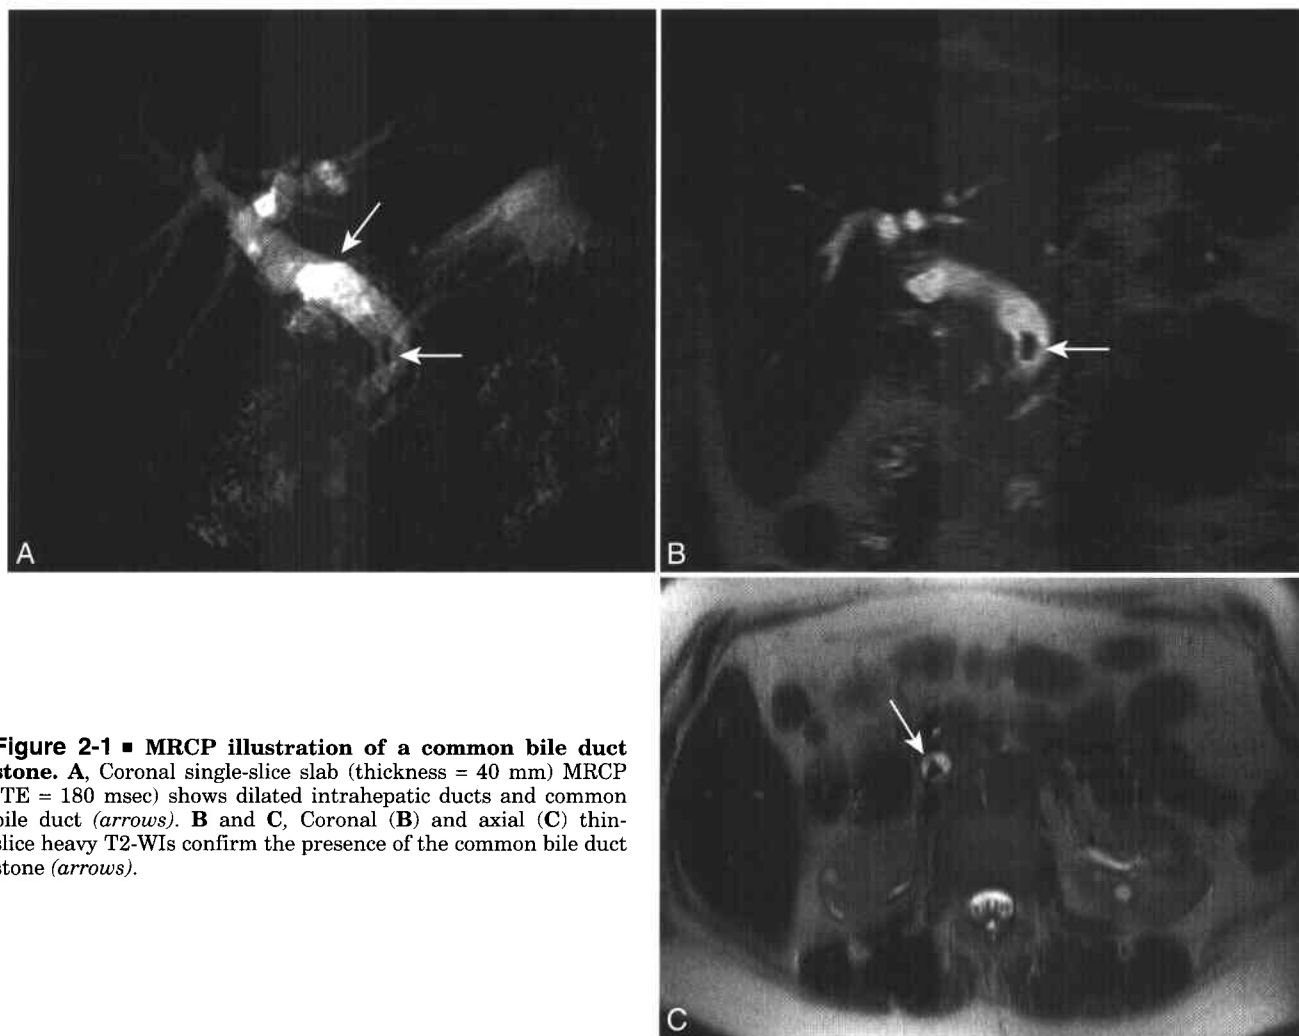 A
B
C
Figure 2-1 ■ MRCP illustration of a common bile duct
stone. A, Coronal single-slice slab (thickness = 40 mm) MRCP
TE = 180 msec) shows dilated intrahepatic ducts and common
bile duct (arrows). B and C, Coronal (B) and axial (C) thin-
slice heavy T2-WIs confirm the presence of the common bile duct
stone (arrows).